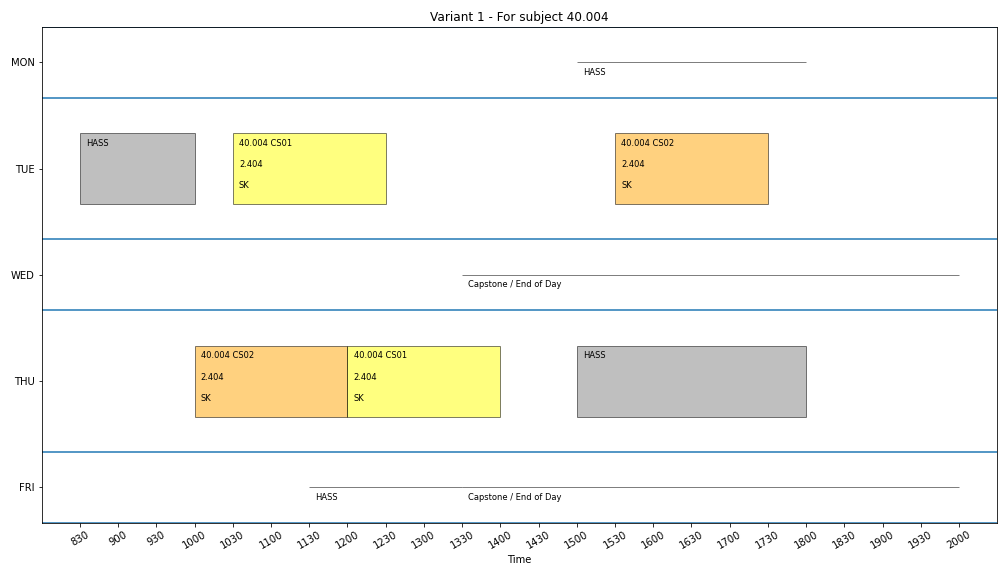 Variant 1 - For subject 40.004
MON
HASS
TUE
HASS
40.004 CS01
2.404
SK
40.004 CS02
2.404
SK
WED
Capstone / End of Day
THU
40.004 CS02
2.404
SK
40.004 CS01
2.404
SK
HASS
FRI
HASS
Capstone / End of Day
830 900 930 1000 1030 1100 1130 1200 1230 1300 1330 1400 1430 1500 1530 1600 1630 1700 1730 1800 1830 1900 1930 2000
Time